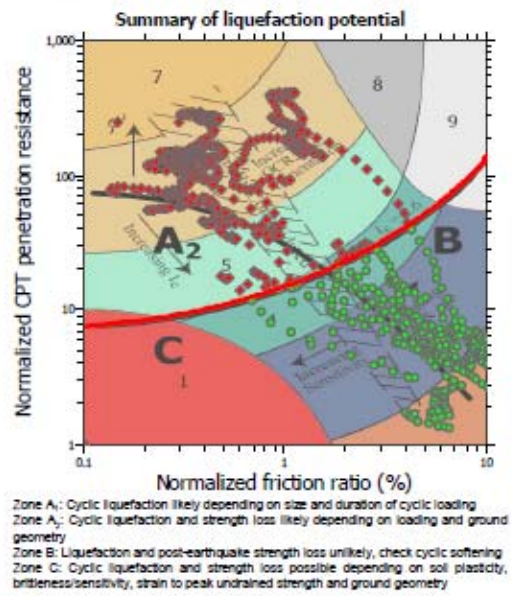 Summary of liquefaction potential
Normalized CPT penetration resistance
1,000
100
10
1
7
8
9
A2
5
B
C
1
Increasing Ic
0.1
1
10
Normalized friction ratio (%)
Zone A₁: Cyclic liquefaction likely depending on size and duration of cyclic loading
Zone A₂: Cyclic liquefaction and strength loss likely depending on loading and ground
geometry
Zone B: Liquefaction and post-earthquake strength loss unlikely, check cyclic softening
Zone C: Cyclic liquefaction and strength loss possible depending on soil plasticity,
brittleness/sensitivity, strain to peak undrained strength and ground geometry